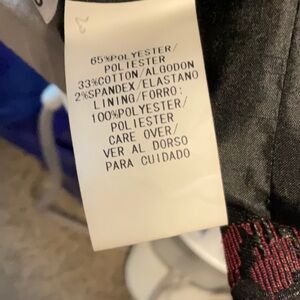 65%POLYESTER/
POLIESTER
33%COTTON/ALGODON
2%SPANDEX/ELASTANO
LINING/FORRO:
100%POLYESTER/
POLIESTER
CARE OVER/
VER AL DORSO
PARA CUIDADO